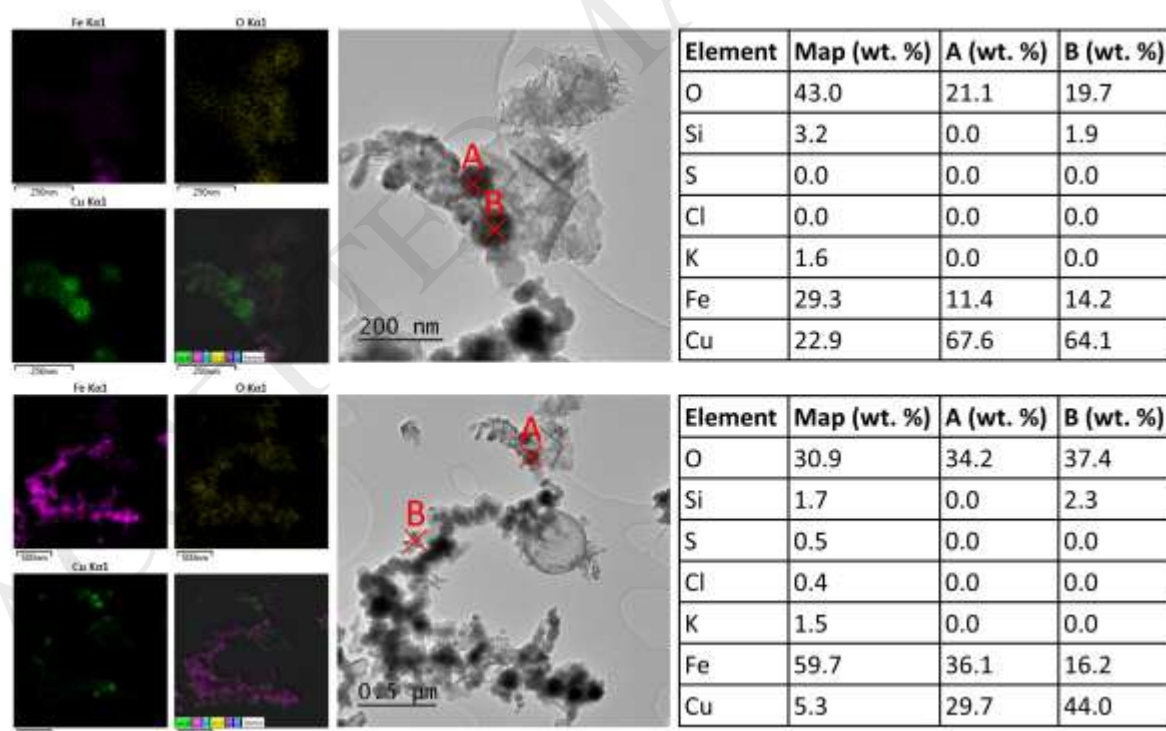 Fe Kα1 O Kα1
250nm 250nm
Cu Kα1
250nm 250nm
A
B
200 nm
Element Map (wt. %) A (wt. %) B (wt. %)
O 43.0 21.1 19.7
Si 3.2 0.0 1.9
S 0.0 0.0 0.0
Cl 0.0 0.0 0.0
K 1.6 0.0 0.0
Fe 29.3 11.4 14.2
Cu 22.9 67.6 64.1
Fe Kα1 O Kα1
500nm 500nm
Cu Kα1
A
B
0.5 μm
Element Map (wt. %) A (wt. %) B (wt. %)
O 30.9 34.2 37.4
Si 1.7 0.0 2.3
S 0.5 0.0 0.0
Cl 0.4 0.0 0.0
K 1.5 0.0 0.0
Fe 59.7 36.1 16.2
Cu 5.3 29.7 44.0